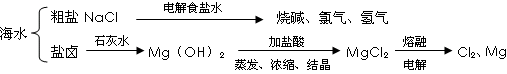 粗盐 NaCl 电解食盐水 烧碱、氯气、氢气
海水
盐卤 石灰水 Mg（OH）₂ 加盐酸 蒸发、浓缩、结晶 MgCl₂ 熔融 电解 Cl₂、Mg